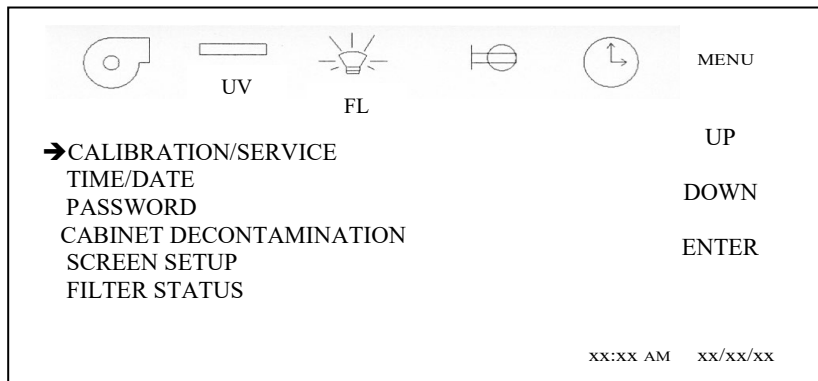 MENU
UV
FL
UP
➔CALIBRATION/SERVICE
TIME/DATE
DOWN
PASSWORD
CABINET DECONTAMINATION
ENTER
SCREEN SETUP
FILTER STATUS
xx:xx AM xx/xx/xx